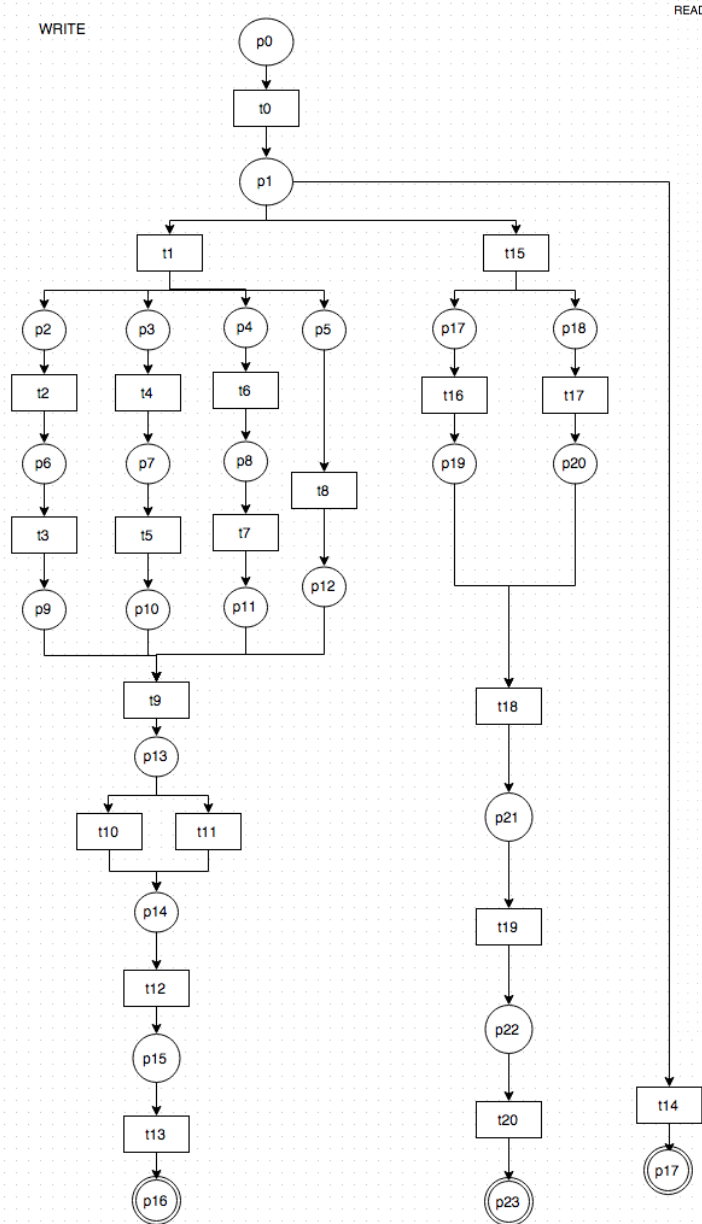 READ
WRITE
p0
t0
p1
t1 t15
p2 p3 p4 p5 p17 p18
t2 t4 t6 t16 t17
p6 p7 p8 p19 p20
t8
t3 t5 t7
p12
p9 p10 p11
t9 t18
p13
t10 t11 p21
p14
t19
t12
p22
p15
t14
t13 t20
p17
p16 p23